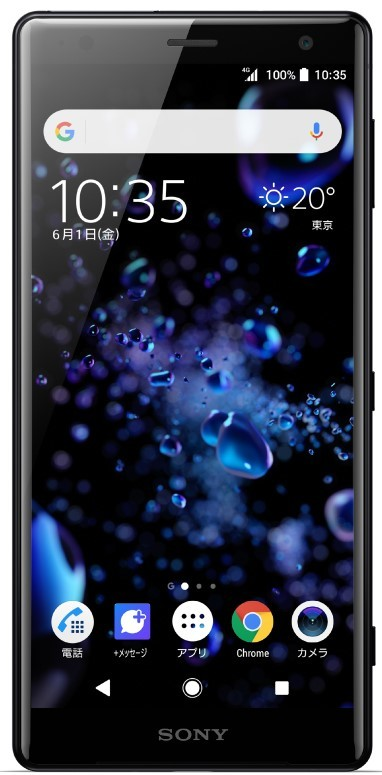 4G 100% 10:35
G
10:35
20°
6月1日(金)
東京
G
電話
+メッセージ
アプリ
Chrome
カメラ
SONY